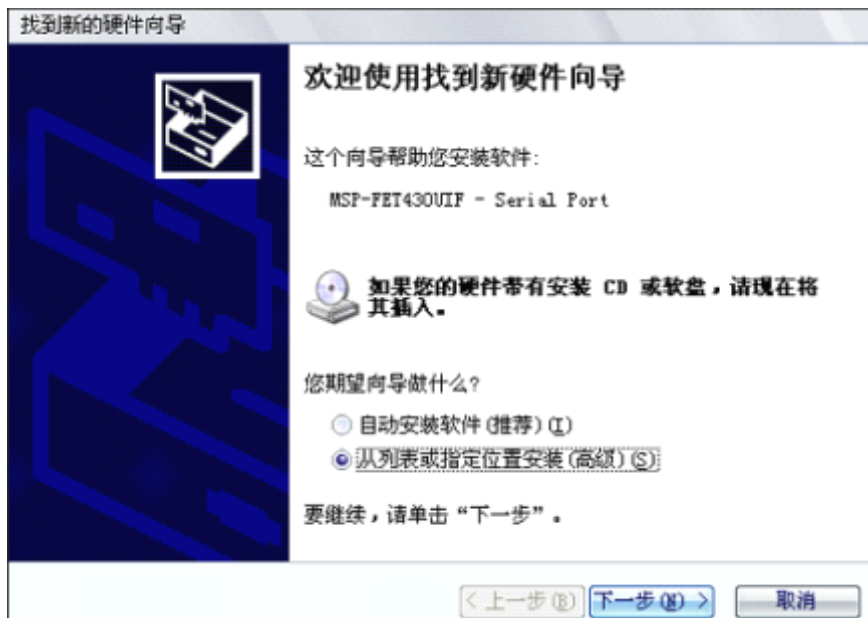 找到新的硬件向导
欢迎使用找到新硬件向导
这个向导帮助您安装软件:
MSP-FET430UIF - Serial Port
如果您的硬件带有安装 CD 或软盘，请现在将
其插入。
您期望向导做什么?
自动安装软件(推荐)(I)
从列表或指定位置安装(高级)(S)
要继续，请单击“下一步”。
< 上一步(B)
下一步(N) >
取消